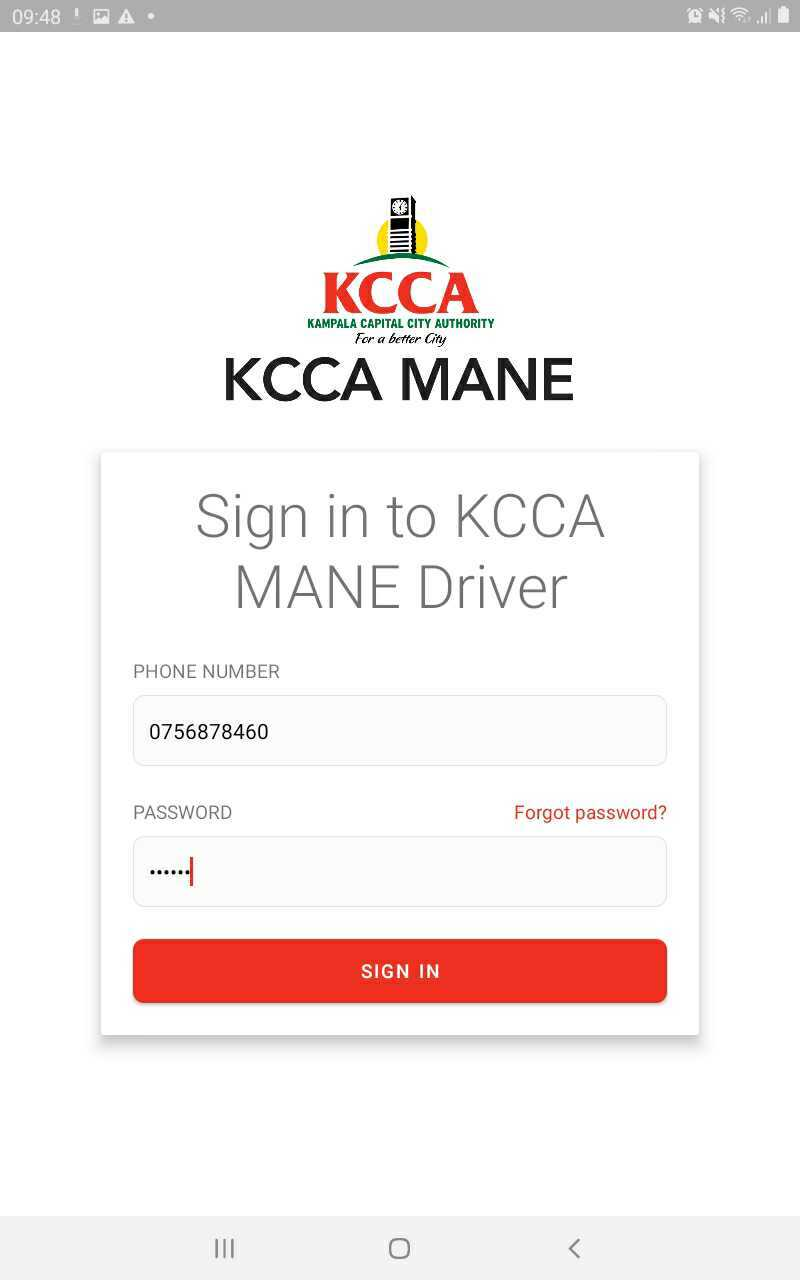 09:48
KCCA
KAMPALA CAPITAL CITY AUTHORITY
For a better City
KCCA MANE
Sign in to KCCA
MANE Driver
PHONE NUMBER
0756878460
PASSWORD
Forgot password?
••••••
SIGN IN